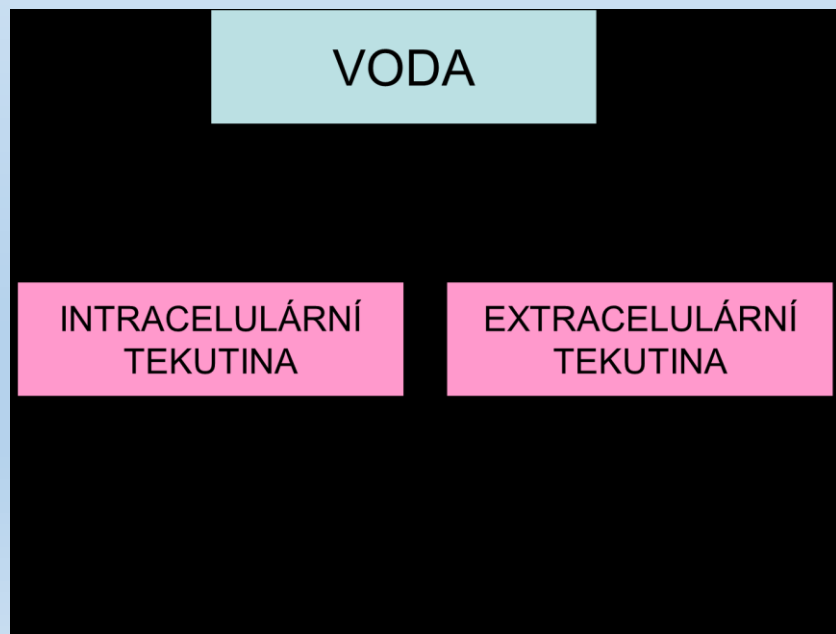 VODA
INTRACELULÁRNÍ
TEKUTINA
EXTRACELULÁRNÍ
TEKUTINA